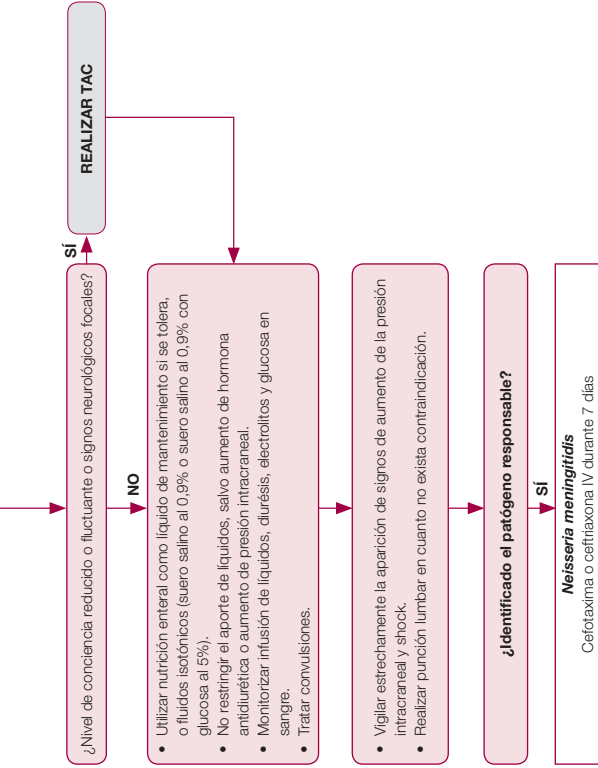 ¿Nivel de conciencia reducido o fluctuante o signos neurológicos focales?
SÍ
REALIZAR TAC
NO
• Utilizar nutrición enteral como líquido de mantenimiento si se tolera,
o fluidos isotónicos (suero salino al 0,9% o suero salino al 0,9% con
glucosa al 5%).
• No restringir el aporte de líquidos, salvo aumento de hormona
antidiurética o aumento de presión intracraneal.
• Monitorizar infusión de líquidos, diurésis, electrolitos y glucosa en
sangre.
• Tratar convulsiones.
• Vigilar estrechamente la aparición de signos de aumento de la presión
intracraneal y shock.
• Realizar punción lumbar en cuanto no exista contraindicación.
¿Identificado el patógeno responsable?
SÍ
Neisseria meningitidis
Cefotaxima o ceftriaxona IV durante 7 días